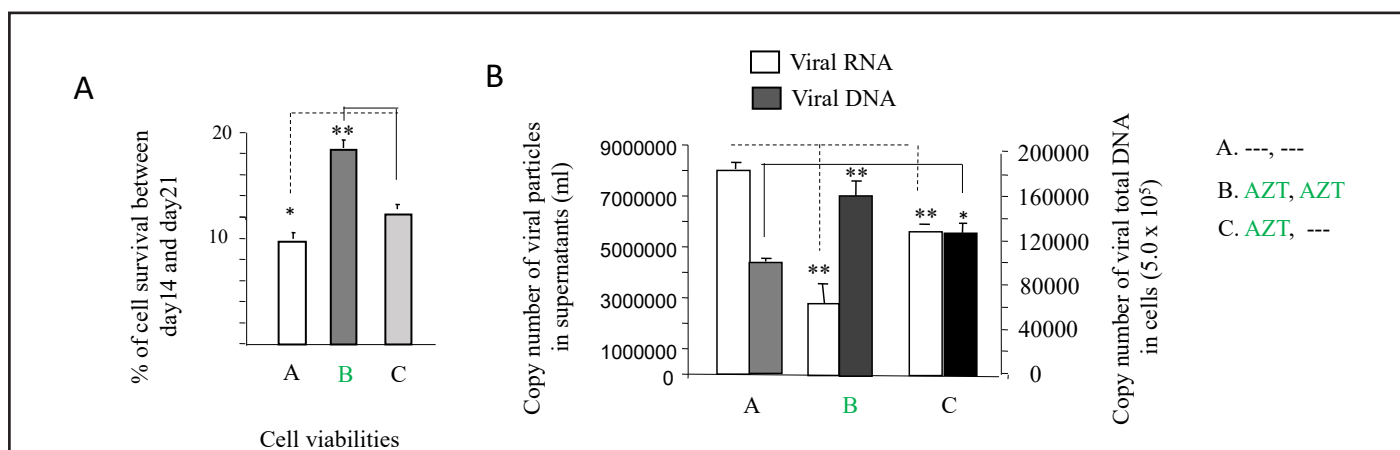 A
% of cell survival between
day14 and day21
20
10
**
*
A
B
C
Cell viabilities
B
Viral RNA
Viral DNA
Copy number of viral particles
in supernatants (ml)
9000000
7000000
5000000
3000000
1000000
0
**
**
**
*
A
B
C
200000
160000
120000
80000
40000
0
Copy number of viral total DNA
in cells (5.0 x 10⁵)
A. ---, ---
B. AZT, AZT
C. AZT, ---